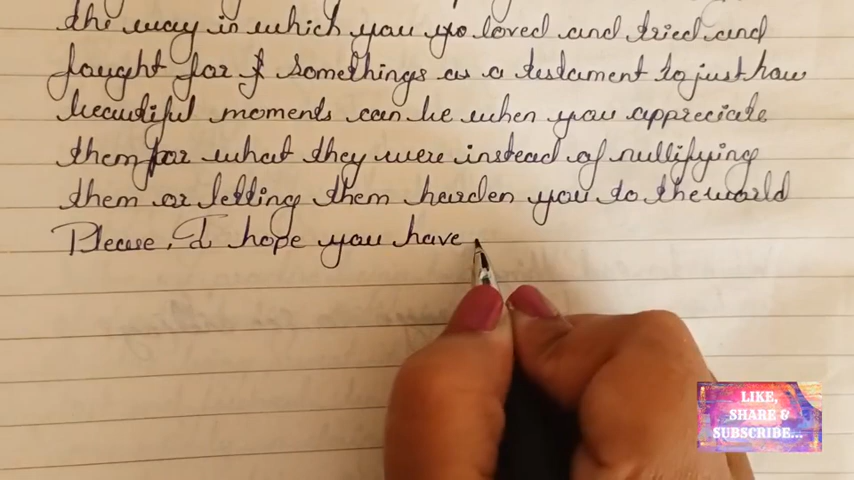 the way in which you loved and tried and
fought for somethings as a testament to just how
beautiful moments can be when you appreciate
them for what they were instead of nullifying
them or letting them harden you to the world
Please, I hope you have
LIKE,
SHARE &
SUBSCRIBE...